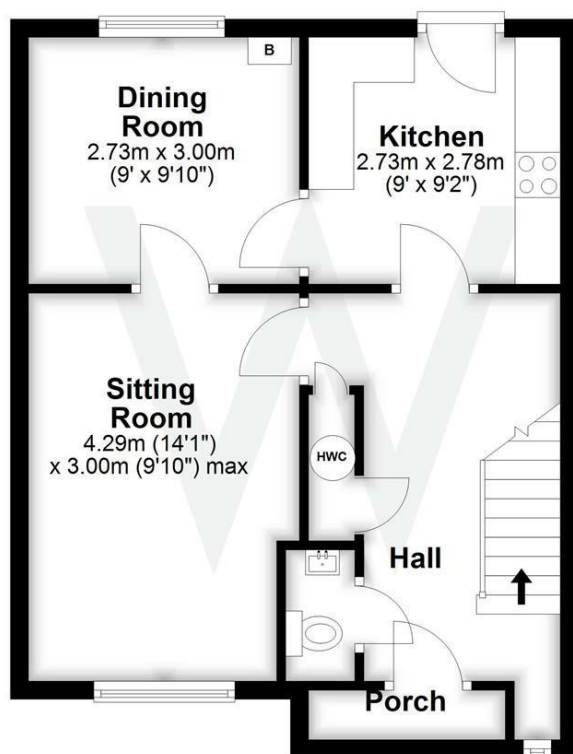 B
Dining
Room
2.73m x 3.00m
(9' x 9'10")
Kitchen
2.73m x 2.78m
(9' x 9'2")
Sitting
Room
4.29m (14'1")
x 3.00m (9'10") max
HWC
Hall
Porch
W